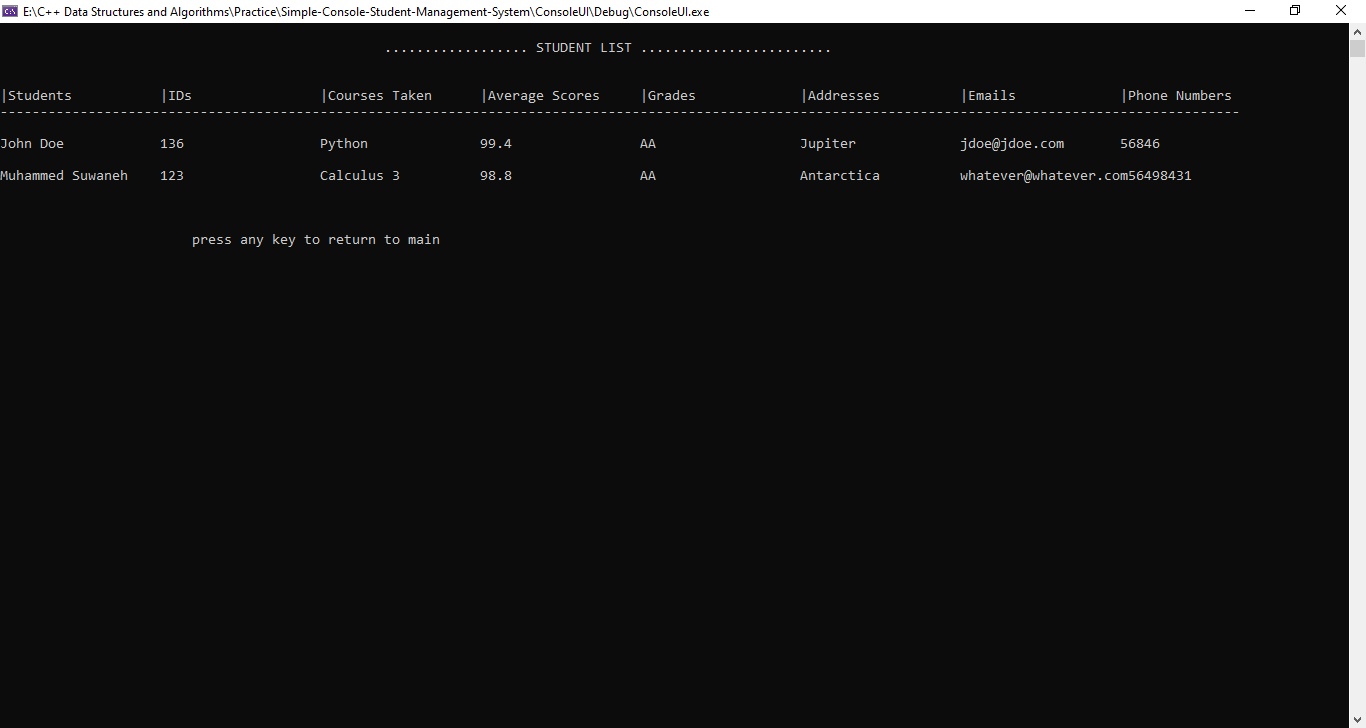 E:\C++ Data Structures and Algorithms\Practice\Simple-Console-Student-Management-System\ConsoleUI\Debug\ConsoleUI.exe
.................. STUDENT LIST ........................
|Students |IDs |Courses Taken |Average Scores |Grades |Addresses |Emails |Phone Numbers
-----------------------------------------------------------------------------------------------------------------------------------------------------------
John Doe 136 Python 99.4 AA Jupiter jdoe@jdoe.com 56846
Muhammed Suwaneh 123 Calculus 3 98.8 AA Antarctica whatever@whatever.com56498431
press any key to return to main